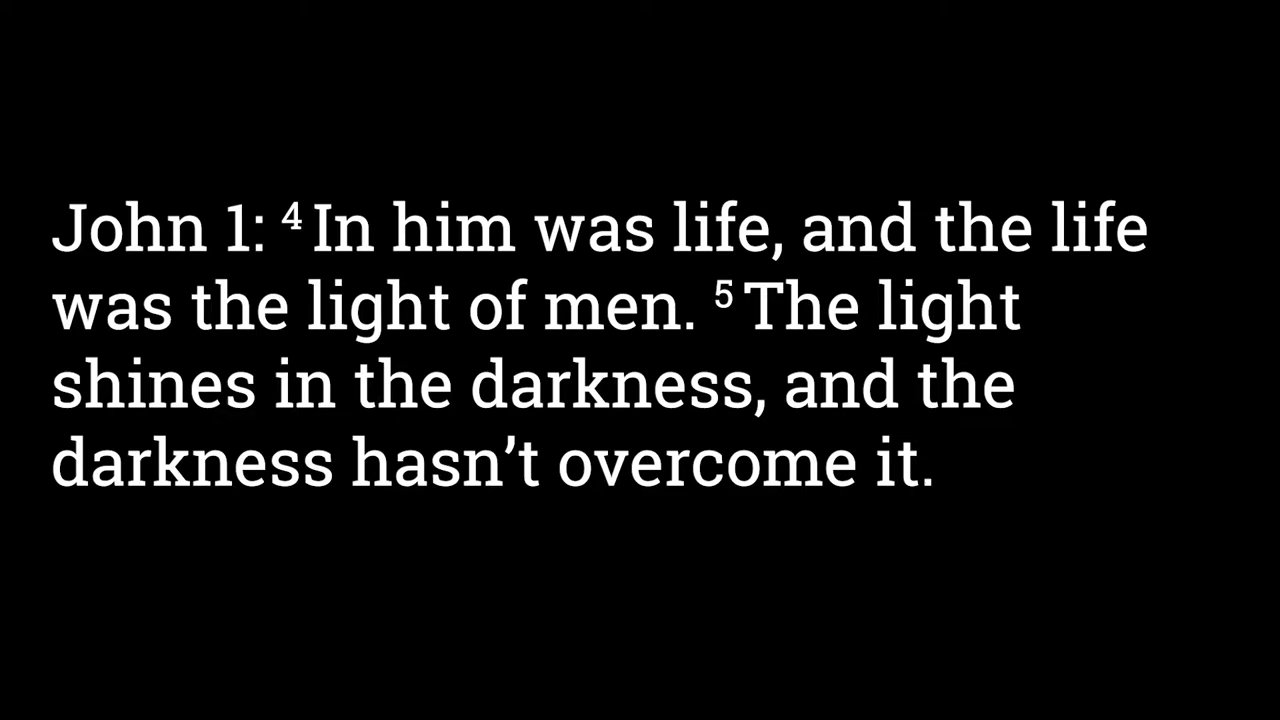 John 1: ⁴ In him was life, and the life
was the light of men. ⁵ The light
shines in the darkness, and the
darkness hasn’t overcome it.